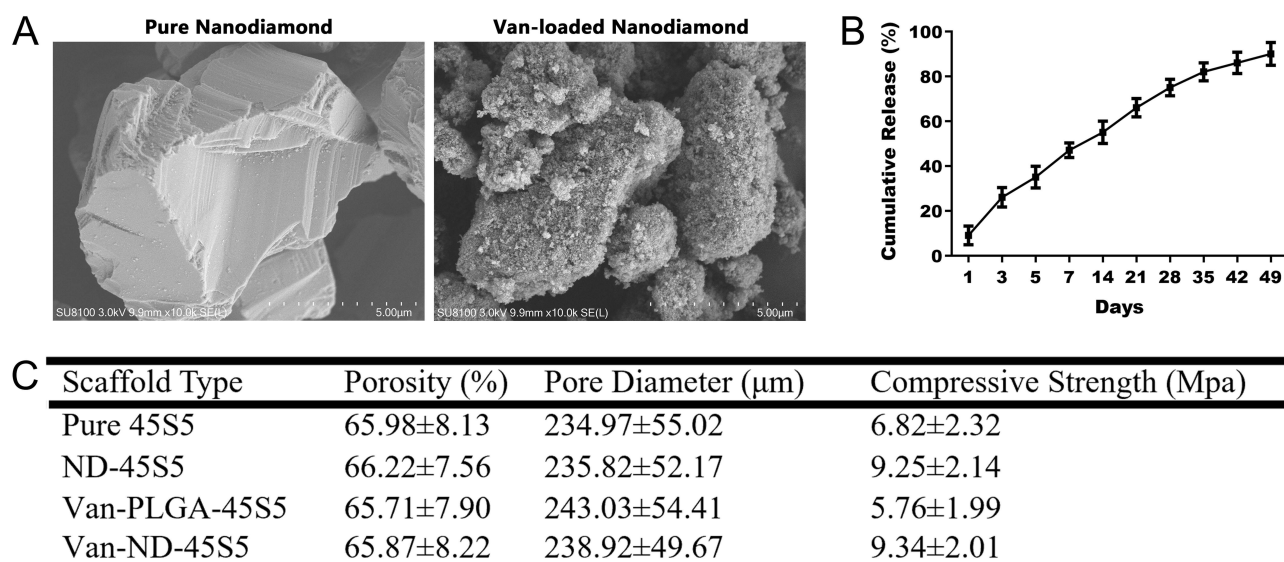 A
Pure Nanodiamond
SU8100 3.0kV 9.9mm x10.0k SE(L)
5.00μm
Van-loaded Nanodiamond
SU8100 3.0kV 9.9mm x10.0k SE(L)
5.00μm
B
Cumulative Release (%)
100
80
60
40
20
0
1 3 5 7 14 21 28 35 42 49
Days
C
Scaffold Type Porosity (%) Pore Diameter (μm) Compressive Strength (Mpa)
Pure 45S5 65.98±8.13 234.97±55.02 6.82±2.32
ND-45S5 66.22±7.56 235.82±52.17 9.25±2.14
Van-PLGA-45S5 65.71±7.90 243.03±54.41 5.76±1.99
Van-ND-45S5 65.87±8.22 238.92±49.67 9.34±2.01